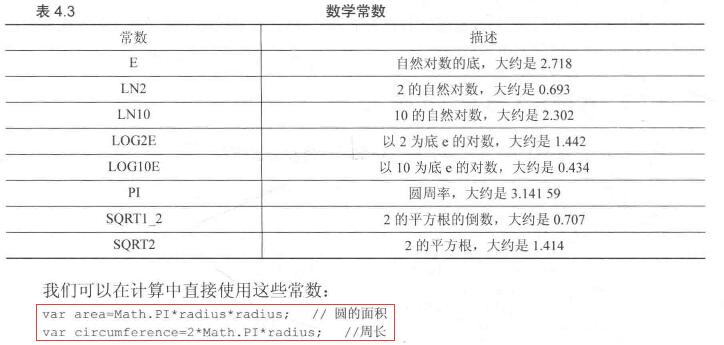 表 4.3 数学常数
常数 描述
E 自然对数的底，大约是 2.718
LN2 2 的自然对数，大约是 0.693
LN10 10 的自然对数，大约是 2.302
LOG2E 以 2 为底 e 的对数，大约是 1.442
LOG10E 以 10 为底 e 的对数，大约是 0.434
PI 圆周率，大约是 3.141 59
SQRT1_2 2 的平方根的倒数，大约是 0.707
SQRT2 2 的平方根，大约是 1.414
我们可以在计算中直接使用这些常数：
var area=Math.PI*radius*radius; // 圆的面积
var circumference=2*Math.PI*radius; //周长